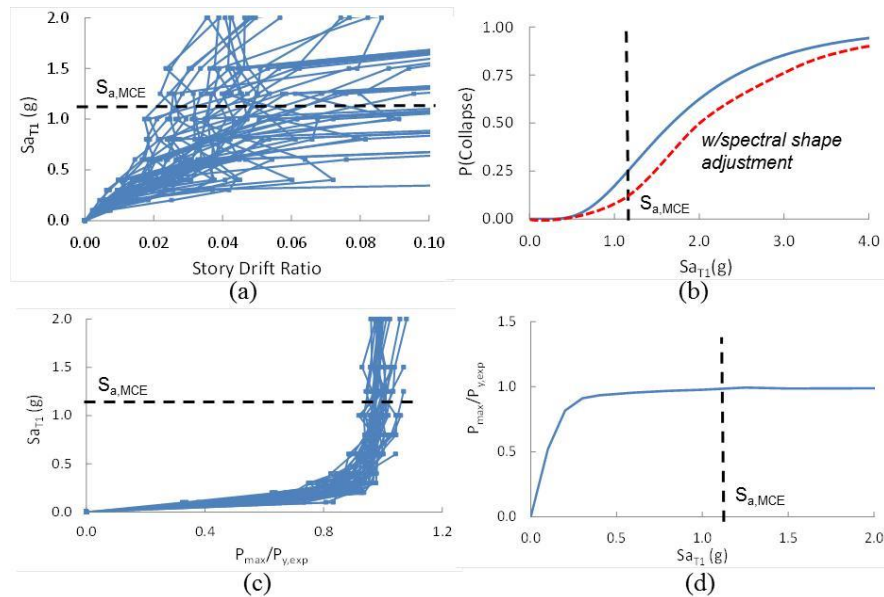 2.0
1.5
1.0
0.5
0.0
Sa_T1 (g)
S_a,MCE
0.00 0.02 0.04 0.06 0.08 0.10
Story Drift Ratio
(a)
1.00
0.75
0.50
0.25
0.00
P(Collapse)
w/spectral shape
adjustment
S_a,MCE
0.0 1.0 2.0 3.0 4.0
Sa_T1(g)
(b)
2.0
1.5
1.0
0.5
0.0
Sa_T1 (g)
S_a,MCE
0.0 0.4 0.8 1.2
P_max/P_y,exp
(c)
1.5
1.0
0.5
0.0
P_max/P_y,exp
S_a,MCE
0.0 0.5 1.0 1.5 2.0
Sa_T1 (g)
(d)